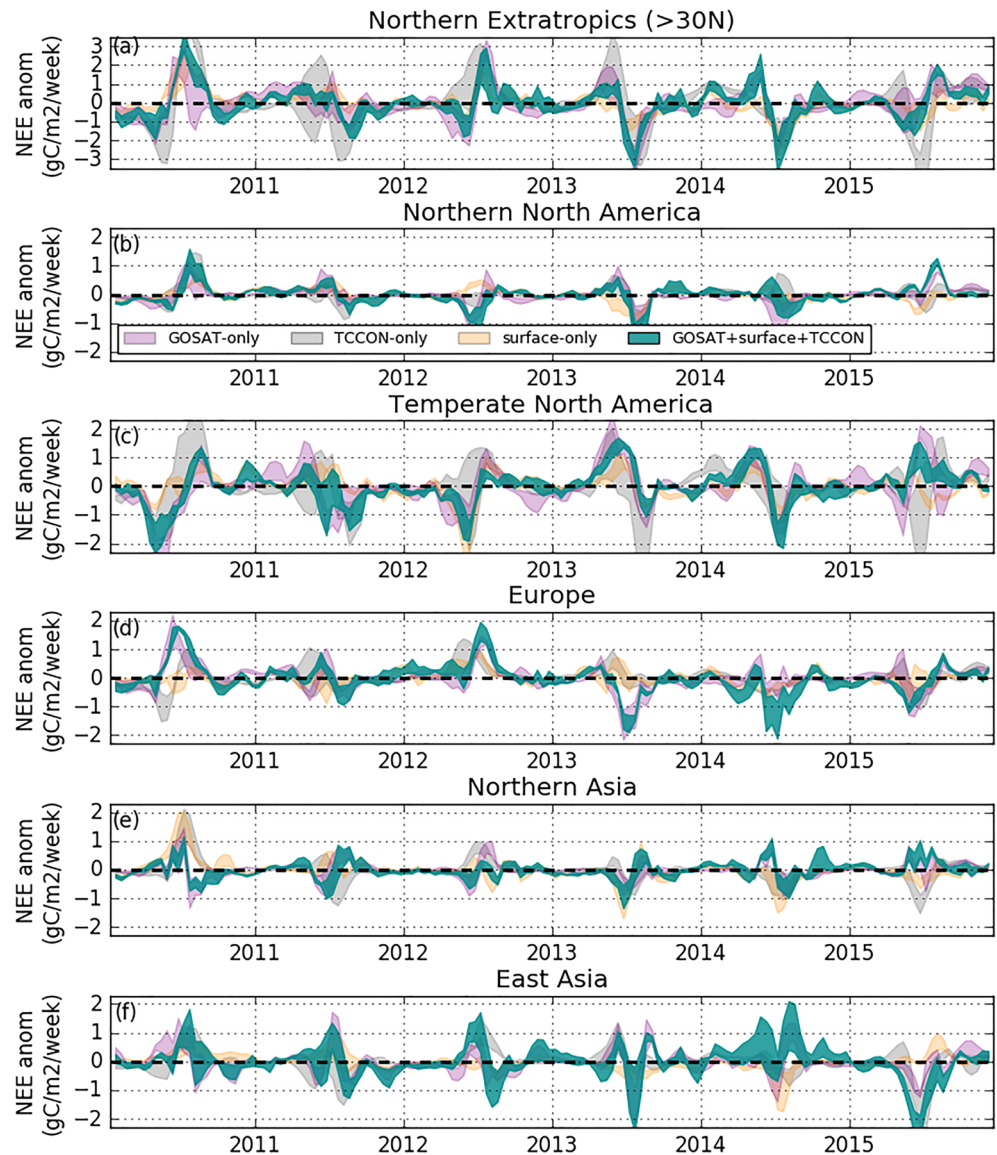 Northern Extratropics (>30N)
(a)
NEE anom
(gC/m2/week)
3
2
1
0
−1
−2
−3
2011 2012 2013 2014 2015
Northern North America
(b)
NEE anom
(gC/m2/week)
2
1
0
−1
−2
GOSAT-only TCCON-only surface-only GOSAT+surface+TCCON
2011 2012 2013 2014 2015
Temperate North America
(c)
NEE anom
(gC/m2/week)
2
1
0
−1
−2
2011 2012 2013 2014 2015
Europe
(d)
NEE anom
(gC/m2/week)
2
1
0
−1
−2
2011 2012 2013 2014 2015
Northern Asia
(e)
NEE anom
(gC/m2/week)
2
1
0
−1
−2
2011 2012 2013 2014 2015
East Asia
(f)
NEE anom
(gC/m2/week)
2
1
0
−1
−2
2011 2012 2013 2014 2015